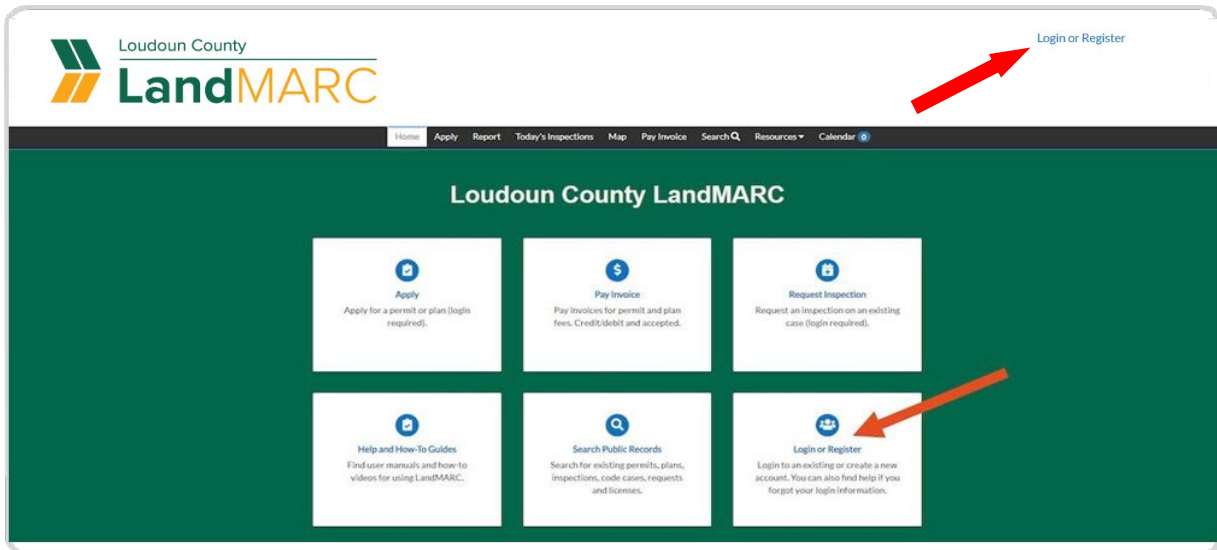 Loudoun County
LandMARC
Login or Register
Home Apply Report Today's Inspections Map Pay Invoice Search Resources Calendar 0
Loudoun County LandMARC
Apply
Apply for a permit or plan (login
required).
Pay Invoice
Pay invoices for permit and plan
fees. Credit/debit and accepted.
Request Inspection
Request an inspection on an existing
case (login required).
Help and How-To Guides
Find user manuals and how-to
videos for using LandMARC.
Search Public Records
Search for existing permits, plans,
inspections, code cases, requests
and licenses.
Login or Register
Login to an existing or create a new
account. You can also find help if you
forgot your login information.